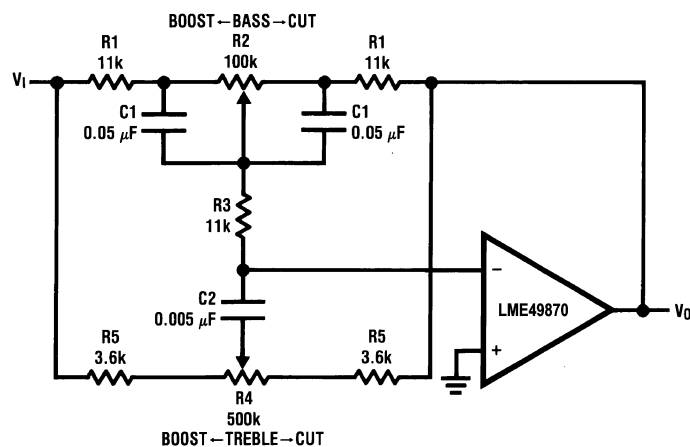 BOOST←BASS→CUT
R1
11k
R2
100k
R1
11k
VI
C1
0.05 µF
C1
0.05 µF
R3
11k
C2
0.005 µF
−
LME49870
+
VO
R5
3.6k
R5
3.6k
R4
500k
BOOST←TREBLE→CUT